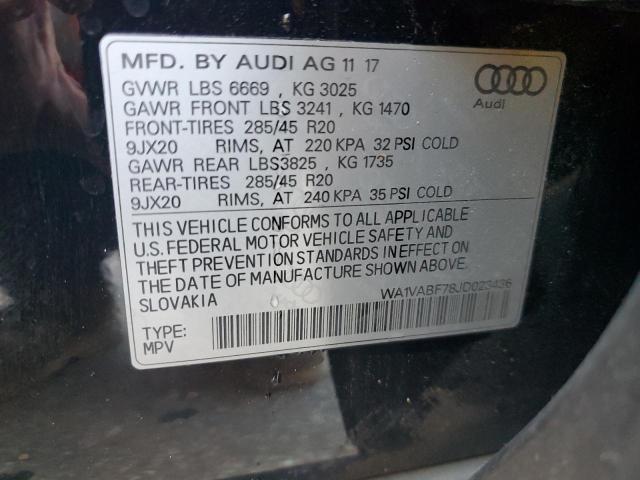 MFD. BY AUDI AG 11 17
GVWR LBS 6669, KG 3025
GAWR FRONT LBS 3241, KG 1470
FRONT-TIRES 285/45 R20
9JX20 RIMS, AT 220 KPA 32 PSI COLD
GAWR REAR LBS3825, KG 1735
REAR-TIRES 285/45 R20
9JX20 RIMS, AT 240 KPA 35 PSI COLD
Audi
THIS VEHICLE CONFORMS TO ALL APPLICABLE
U.S. FEDERAL MOTOR VEHICLE SAFETY AND
THEFT PREVENTION STANDARDS IN EFFECT ON
THE DATE OF MANUFACTURE SHOWN ABOVE.
SLOVAKIA
WA1VABF78JD023436
TYPE:
MPV